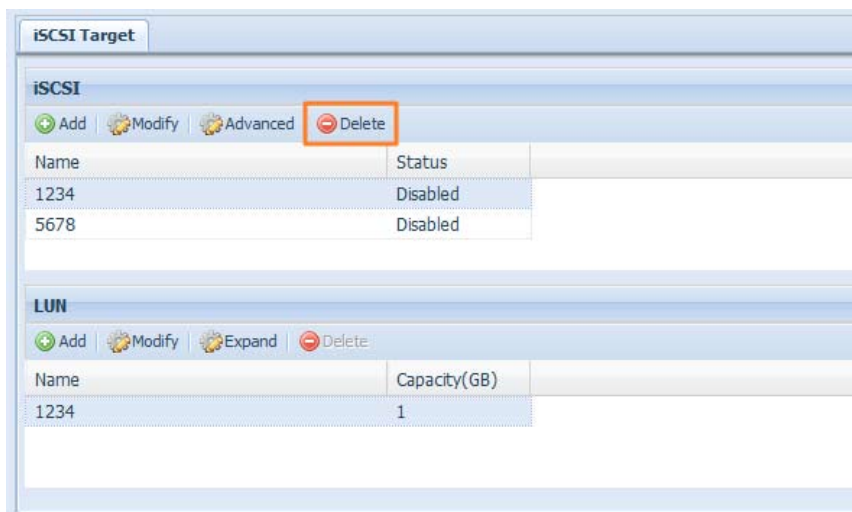 iSCSI Target
iSCSI
Add Modify Advanced Delete
Name Status
1234 Disabled
5678 Disabled
LUN
Add Modify Expand Delete
Name Capacity(GB)
1234 1